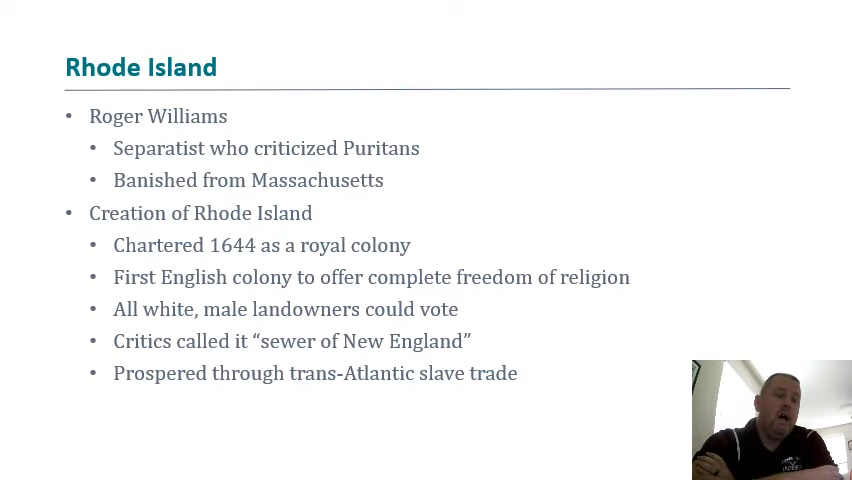 Rhode Island
• Roger Williams
• Separatist who criticized Puritans
• Banished from Massachusetts
• Creation of Rhode Island
• Chartered 1644 as a royal colony
• First English colony to offer complete freedom of religion
• All white, male landowners could vote
• Critics called it “sewer of New England”
• Prospered through trans-Atlantic slave trade